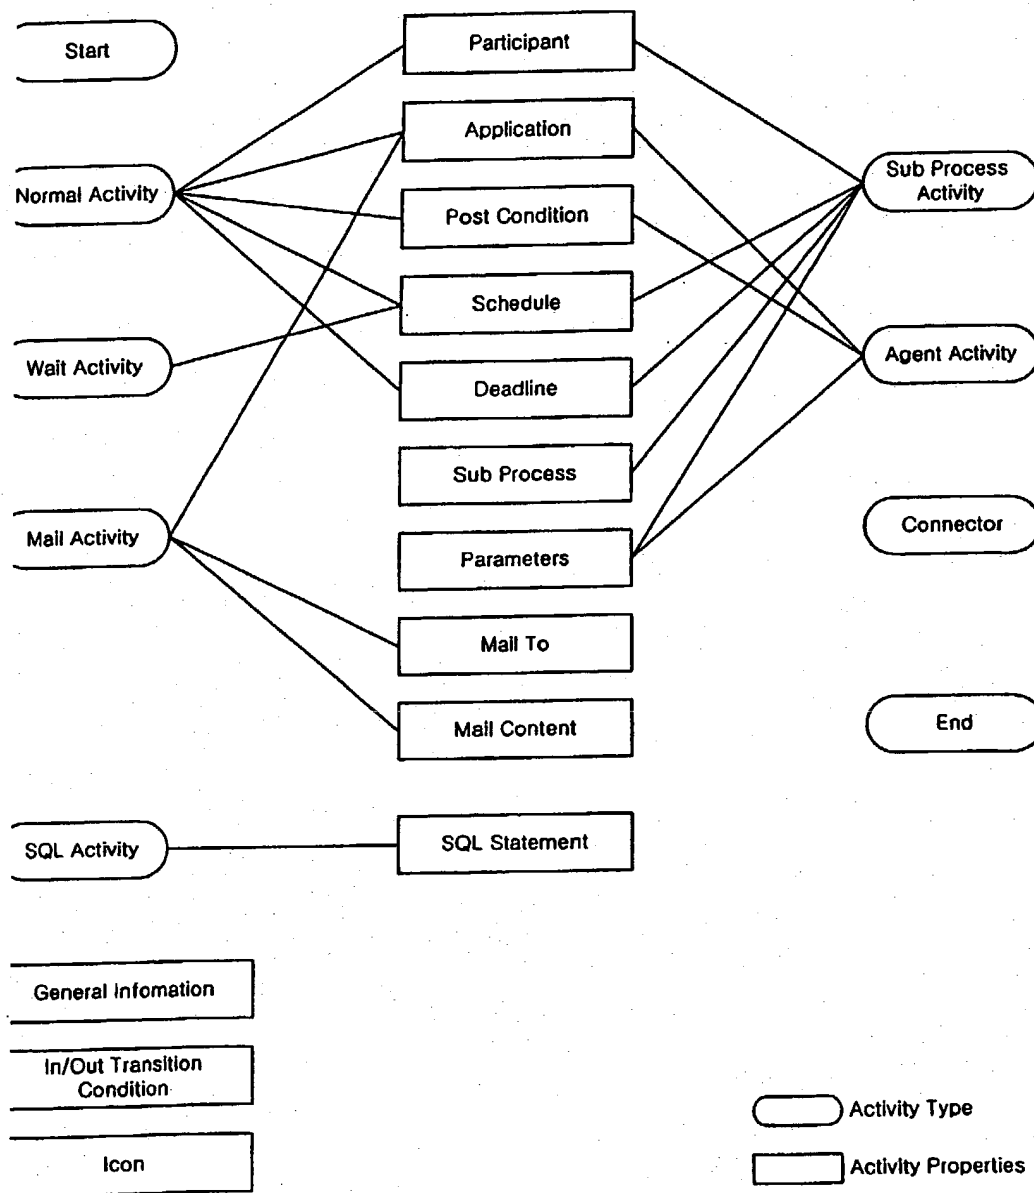 Start
Participant
Application
Normal Activity
Sub Process
Activity
Post Condition
Schedule
Wait Activity
Agent Activity
Deadline
Sub Process
Mail Activity
Connector
Parameters
Mail To
Mail Content
End
SQL Activity
SQL Statement
General Infomation
In/Out Transition
Condition
Icon
Activity Type
Activity Properties